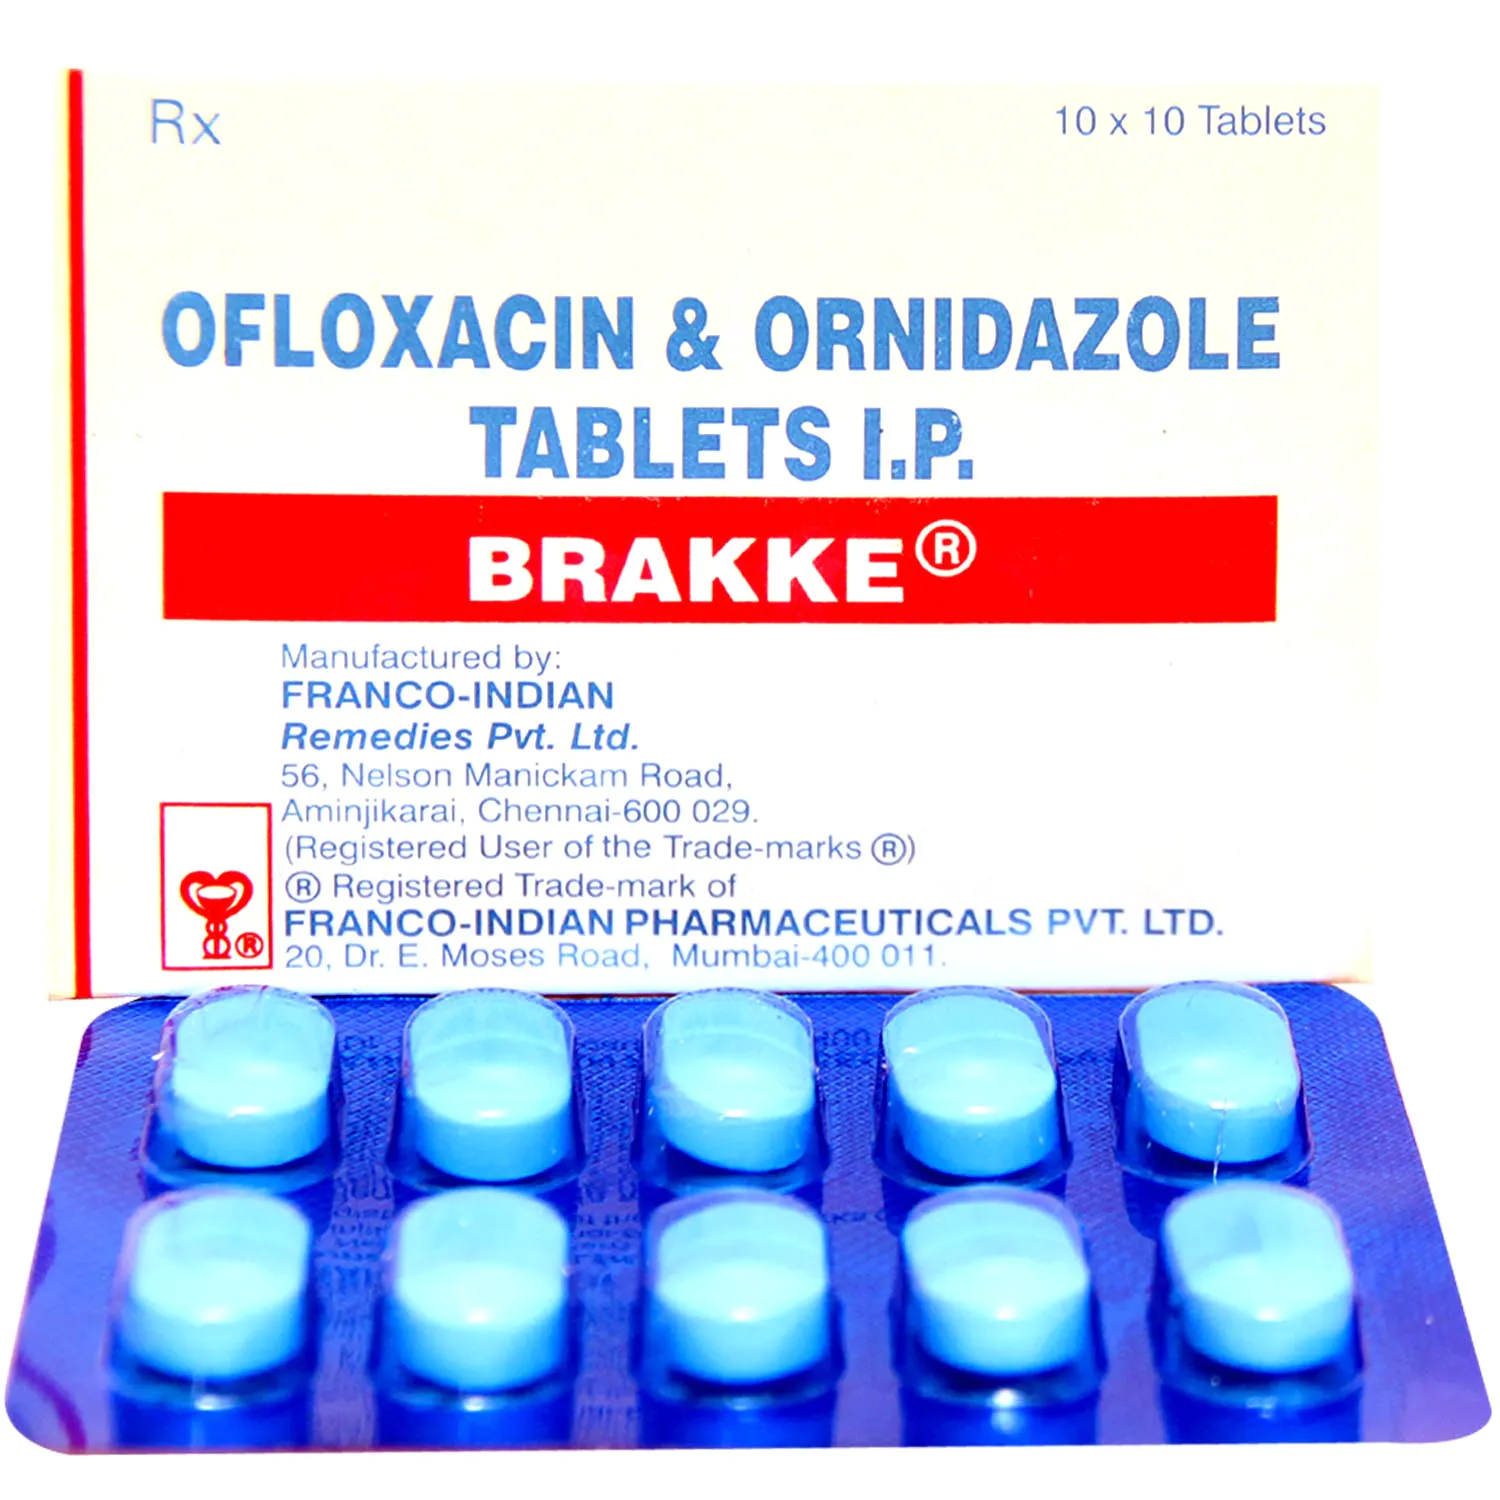 Rx
10 x 10 Tablets
OFLOXACIN & ORNIDAZOLE
TABLETS I.P.
BRAKKE®
Manufactured by:
FRANCO-INDIAN
Remedies Pvt. Ltd.
56, Nelson Manickam Road,
Aminjikarai, Chennai-600 029.
(Registered User of the Trade-marks ®)
® Registered Trade-mark of
FRANCO-INDIAN PHARMACEUTICALS PVT. LTD.
20, Dr. E. Moses Road, Mumbai-400 011.
®